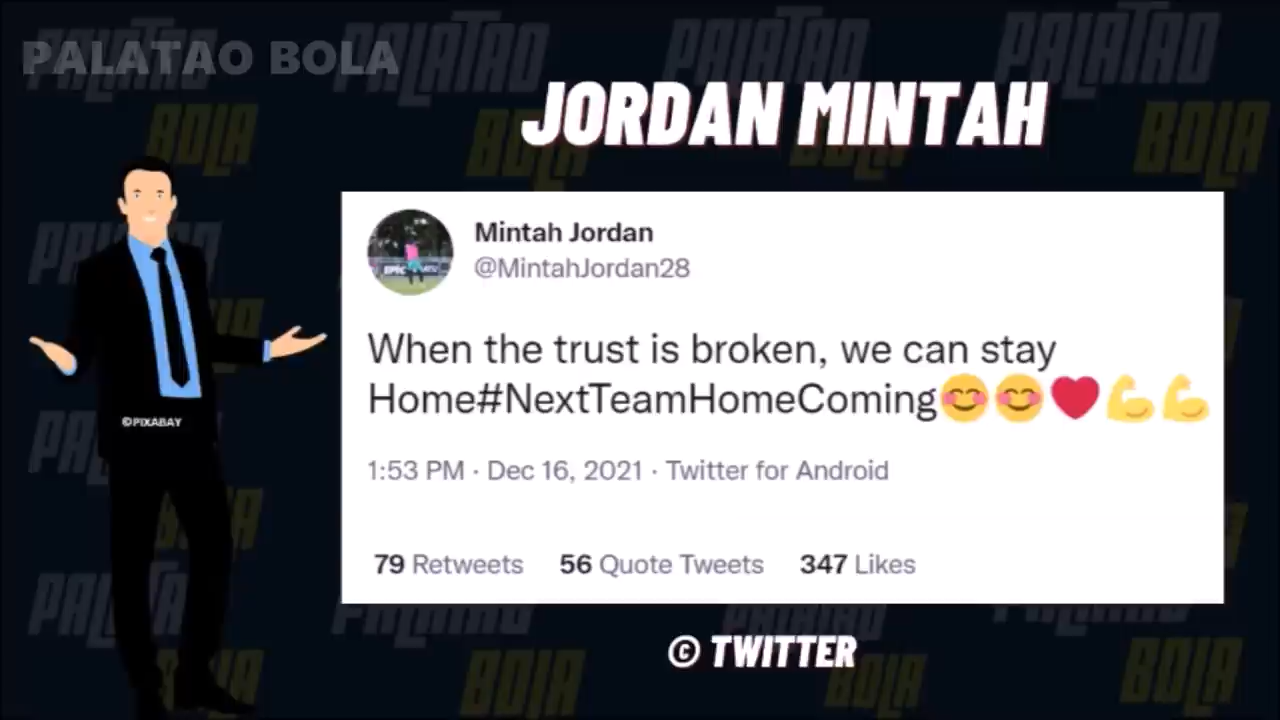 PALATAO BOLA
JORDAN MINTAH
Mintah Jordan
@MintahJordan28
When the trust is broken, we can stay
Home#NextTeamHomeComing😊😊❤️💪💪
1:53 PM · Dec 16, 2021 · Twitter for Android
79 Retweets 56 Quote Tweets 347 Likes
©PIXABAY
© TWITTER